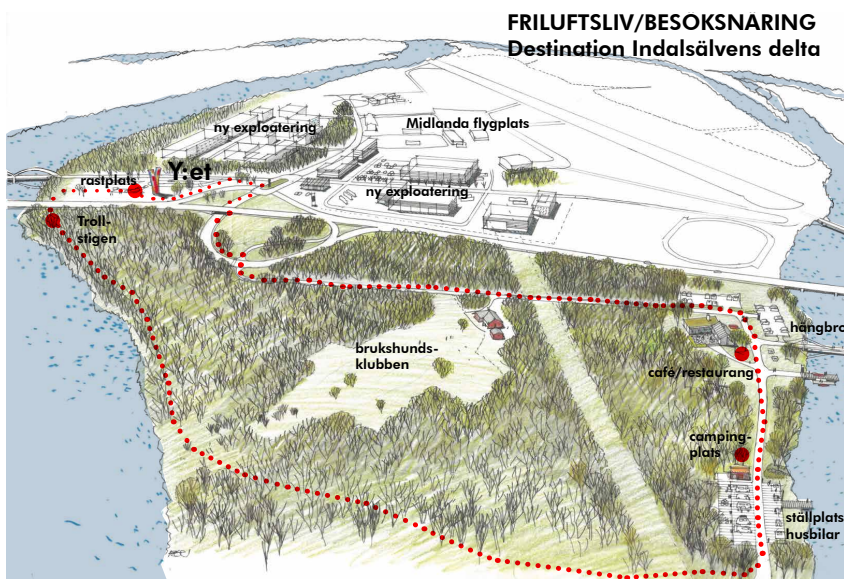 FRILUFTSLIV/BESÖKSNÄRING
Destination Indalsälvens delta
ny exploatering
Midlanda flygplats
Y:et
rastplats
ny exploatering
Troll-
stigen
hängbro
brukshunds-
klubben
café/restaurang
camping-
plats
ställplats
husbilar